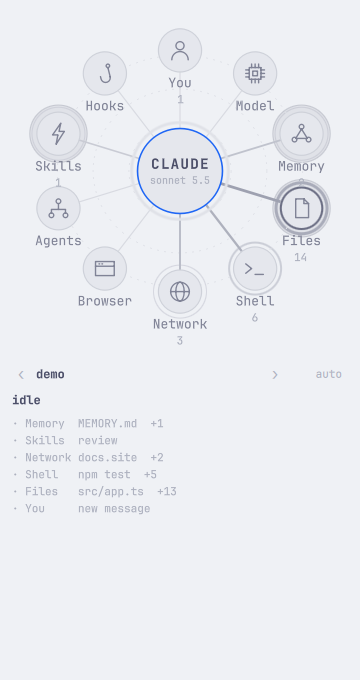 You
1
Hooks
Model
CLAUDE
sonnet 5.5
Skills
1
Memory
Agents
Files
14
Browser
Shell
6
Network
3
‹ demo › auto
idle
· Memory MEMORY.md +1
· Skills review
· Network docs.site +2
· Shell npm test +5
· Files src/app.ts +13
· You new message